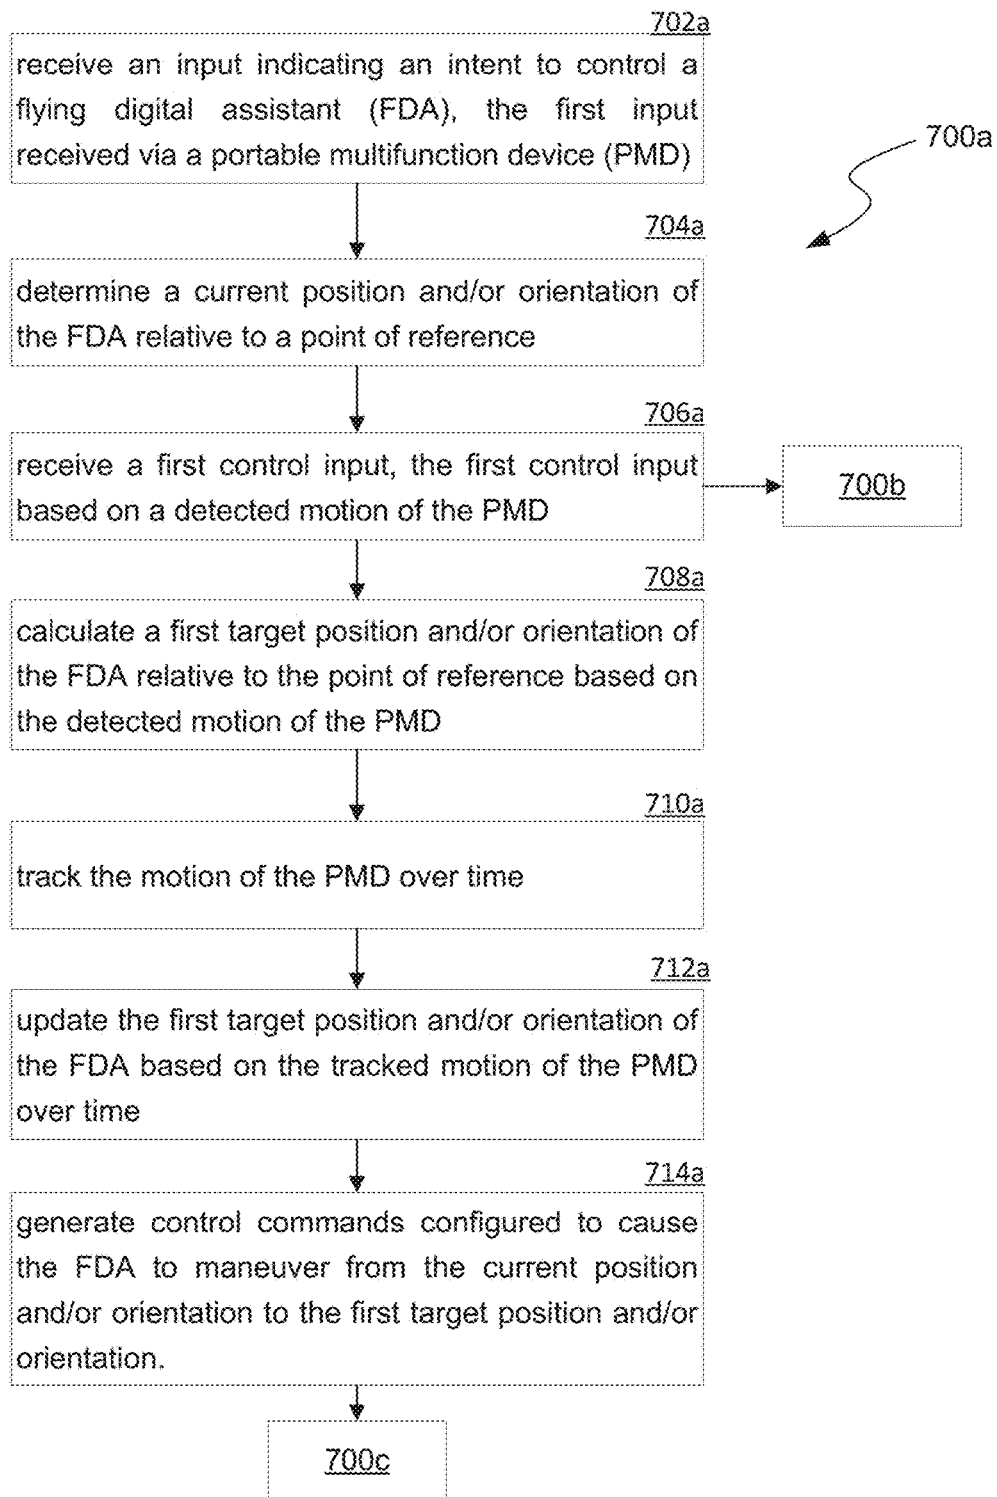 702a
receive an input indicating an intent to control a
flying digital assistant (FDA), the first input
received via a portable multifunction device (PMD)
700a
704a
determine a current position and/or orientation of
the FDA relative to a point of reference
706a
receive a first control input, the first control input
based on a detected motion of the PMD
700b
708a
calculate a first target position and/or orientation of
the FDA relative to the point of reference based on
the detected motion of the PMD
710a
track the motion of the PMD over time
712a
update the first target position and/or orientation of
the FDA based on the tracked motion of the PMD
over time
714a
generate control commands configured to cause
the FDA to maneuver from the current position
and/or orientation to the first target position and/or
orientation.
700c